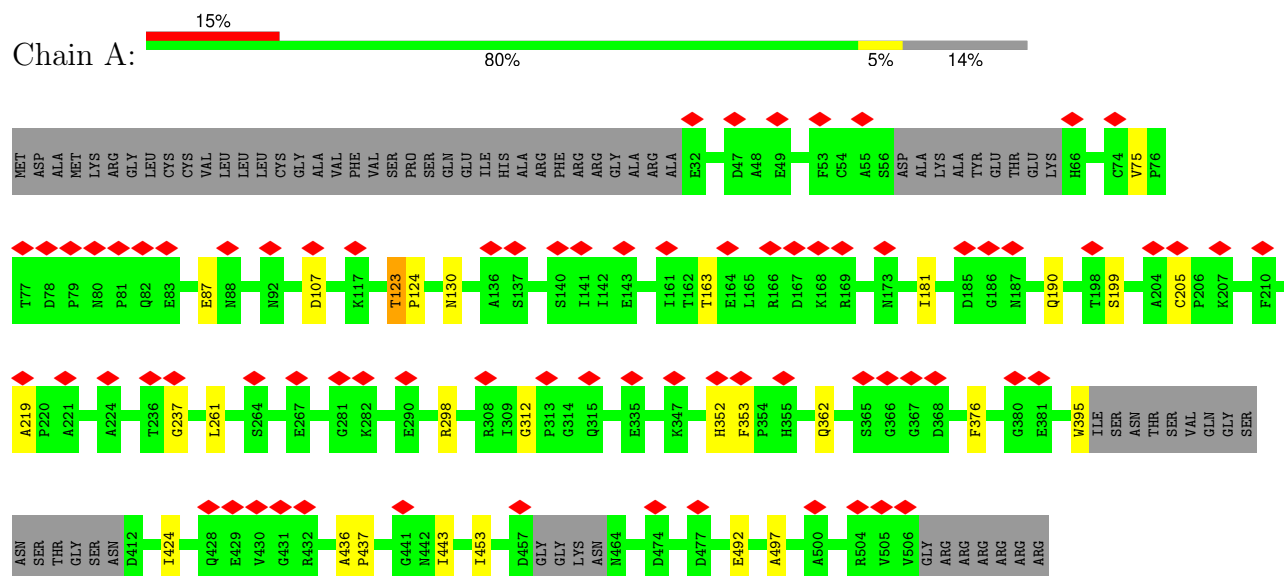 15%
Chain A:
80% 5% 14%
MET ASP ALA MET LYS ARG GLY LEU CYS CYS VAL LEU LEU LEU CYS GLY ALA VAL PHE VAL SER PRO SER GLN GLU ILE HIS ALA ARG PHE ARG ARG GLY ALA ARG ALA E32 D47 A48 E49 F53 C54 A55 S56 ASP ALA LYS ALA TYR GLU THR GLU LYS H66 C74 V75 P76
T77 D78 P79 N80 P81 Q82 E83 E87 N88 N92 D107 K117 T123 P124 N130 A136 S137 S140 I141 I142 E143 I161 T162 T163 E164 L165 R166 D167 K168 R169 N173 I181 D185 G186 N187 Q190 T198 S199 A204 C205 P206 K207 F210
A219 P220 A221 A224 T236 G237 L261 S264 E267 G281 K282 E290 R298 R308 I309 G312 P313 G314 Q315 E335 K347 H352 F353 P354 H355 Q362 S365 G366 G367 D368 F376 G380 E381 W395 ILE SER ASN THR SER VAL GLN GLY SER
ASN SER THR GLY SER ASN D412 I424 Q428 E429 V430 G431 R432 A436 P437 G441 N442 I443 I453 D457 GLY GLY LYS ASN N464 D474 D477 E492 A497 A500 R504 V505 V506 GLY ARG ARG ARG ARG ARG ARG